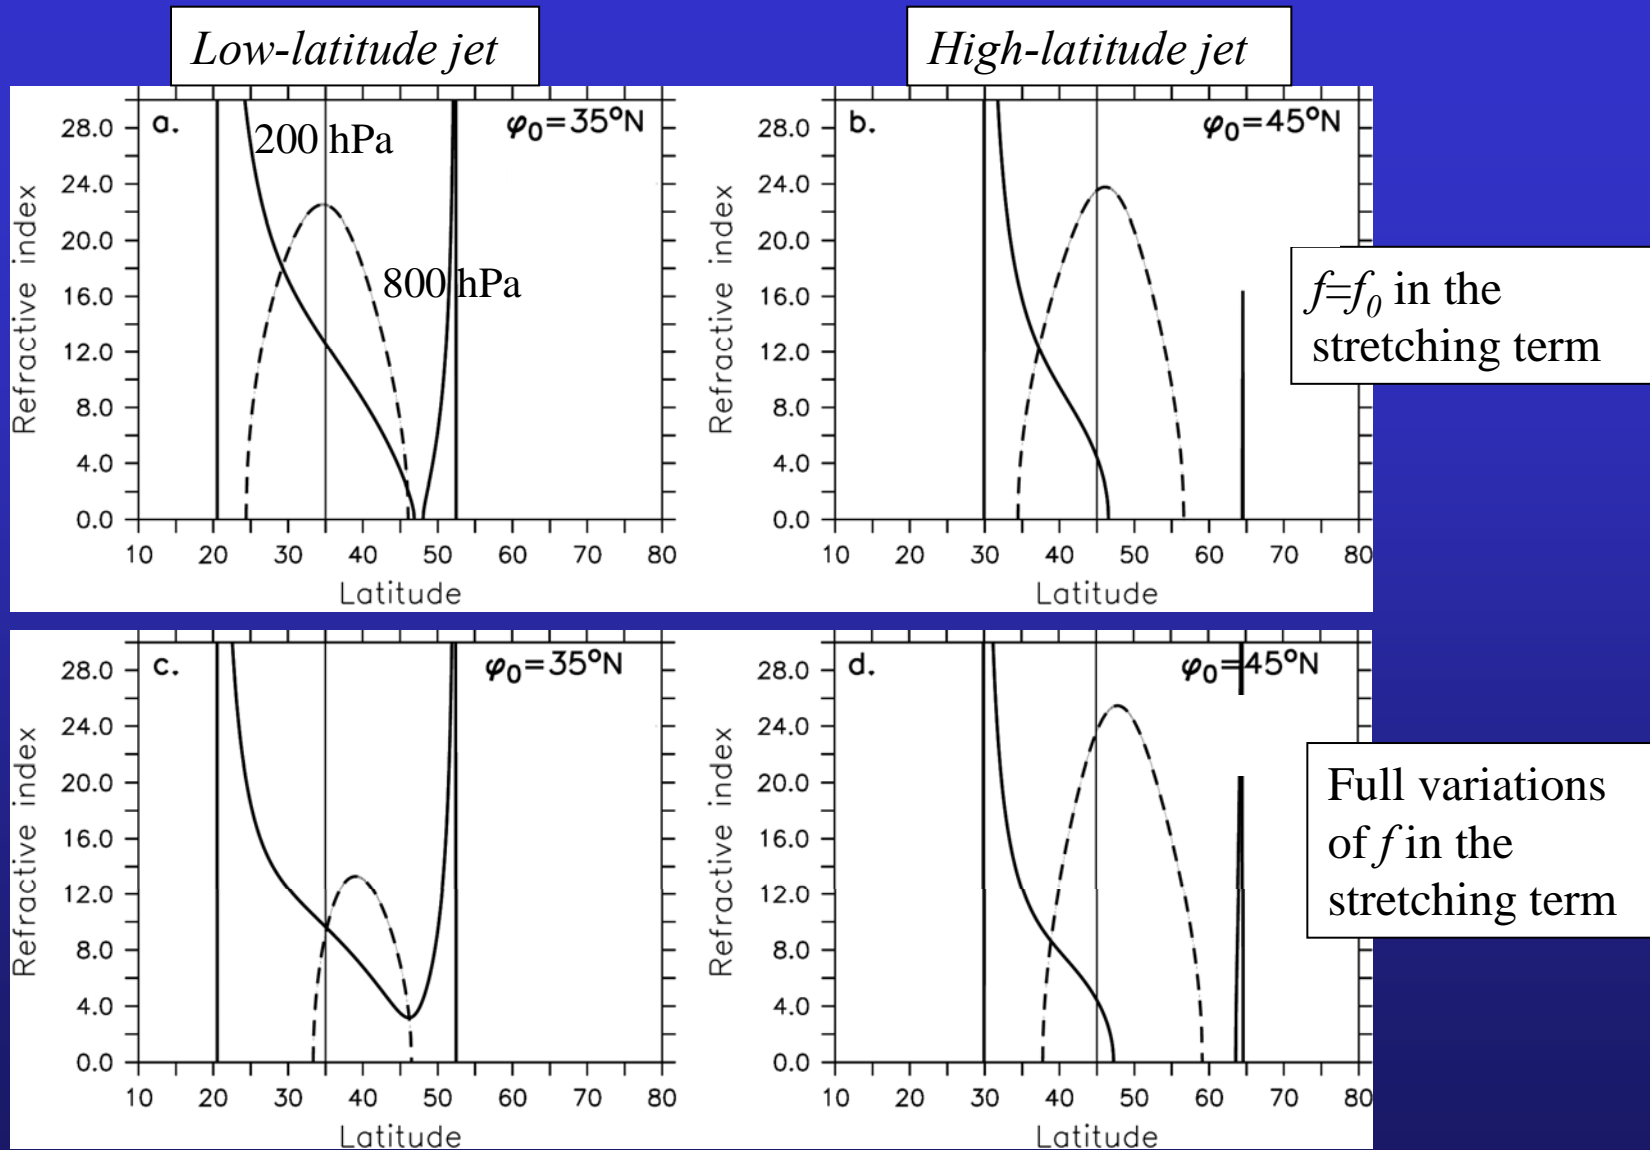 Low-latitude jet
High-latitude jet
a.
200 hPa
φ0=35°N
800 hPa
28.0
24.0
20.0
16.0
12.0
8.0
4.0
0.0
Refractive index
10 20 30 40 50 60 70 80
Latitude
b.
φ0=45°N
28.0
24.0
20.0
16.0
12.0
8.0
4.0
0.0
Refractive index
10 20 30 40 50 60 70 80
Latitude
f=f0 in the
stretching term
c.
φ0=35°N
28.0
24.0
20.0
16.0
12.0
8.0
4.0
0.0
Refractive index
10 20 30 40 50 60 70 80
Latitude
d.
φ0=45°N
28.0
24.0
20.0
16.0
12.0
8.0
4.0
0.0
Refractive index
10 20 30 40 50 60 70 80
Latitude
Full variations
of f in the
stretching term